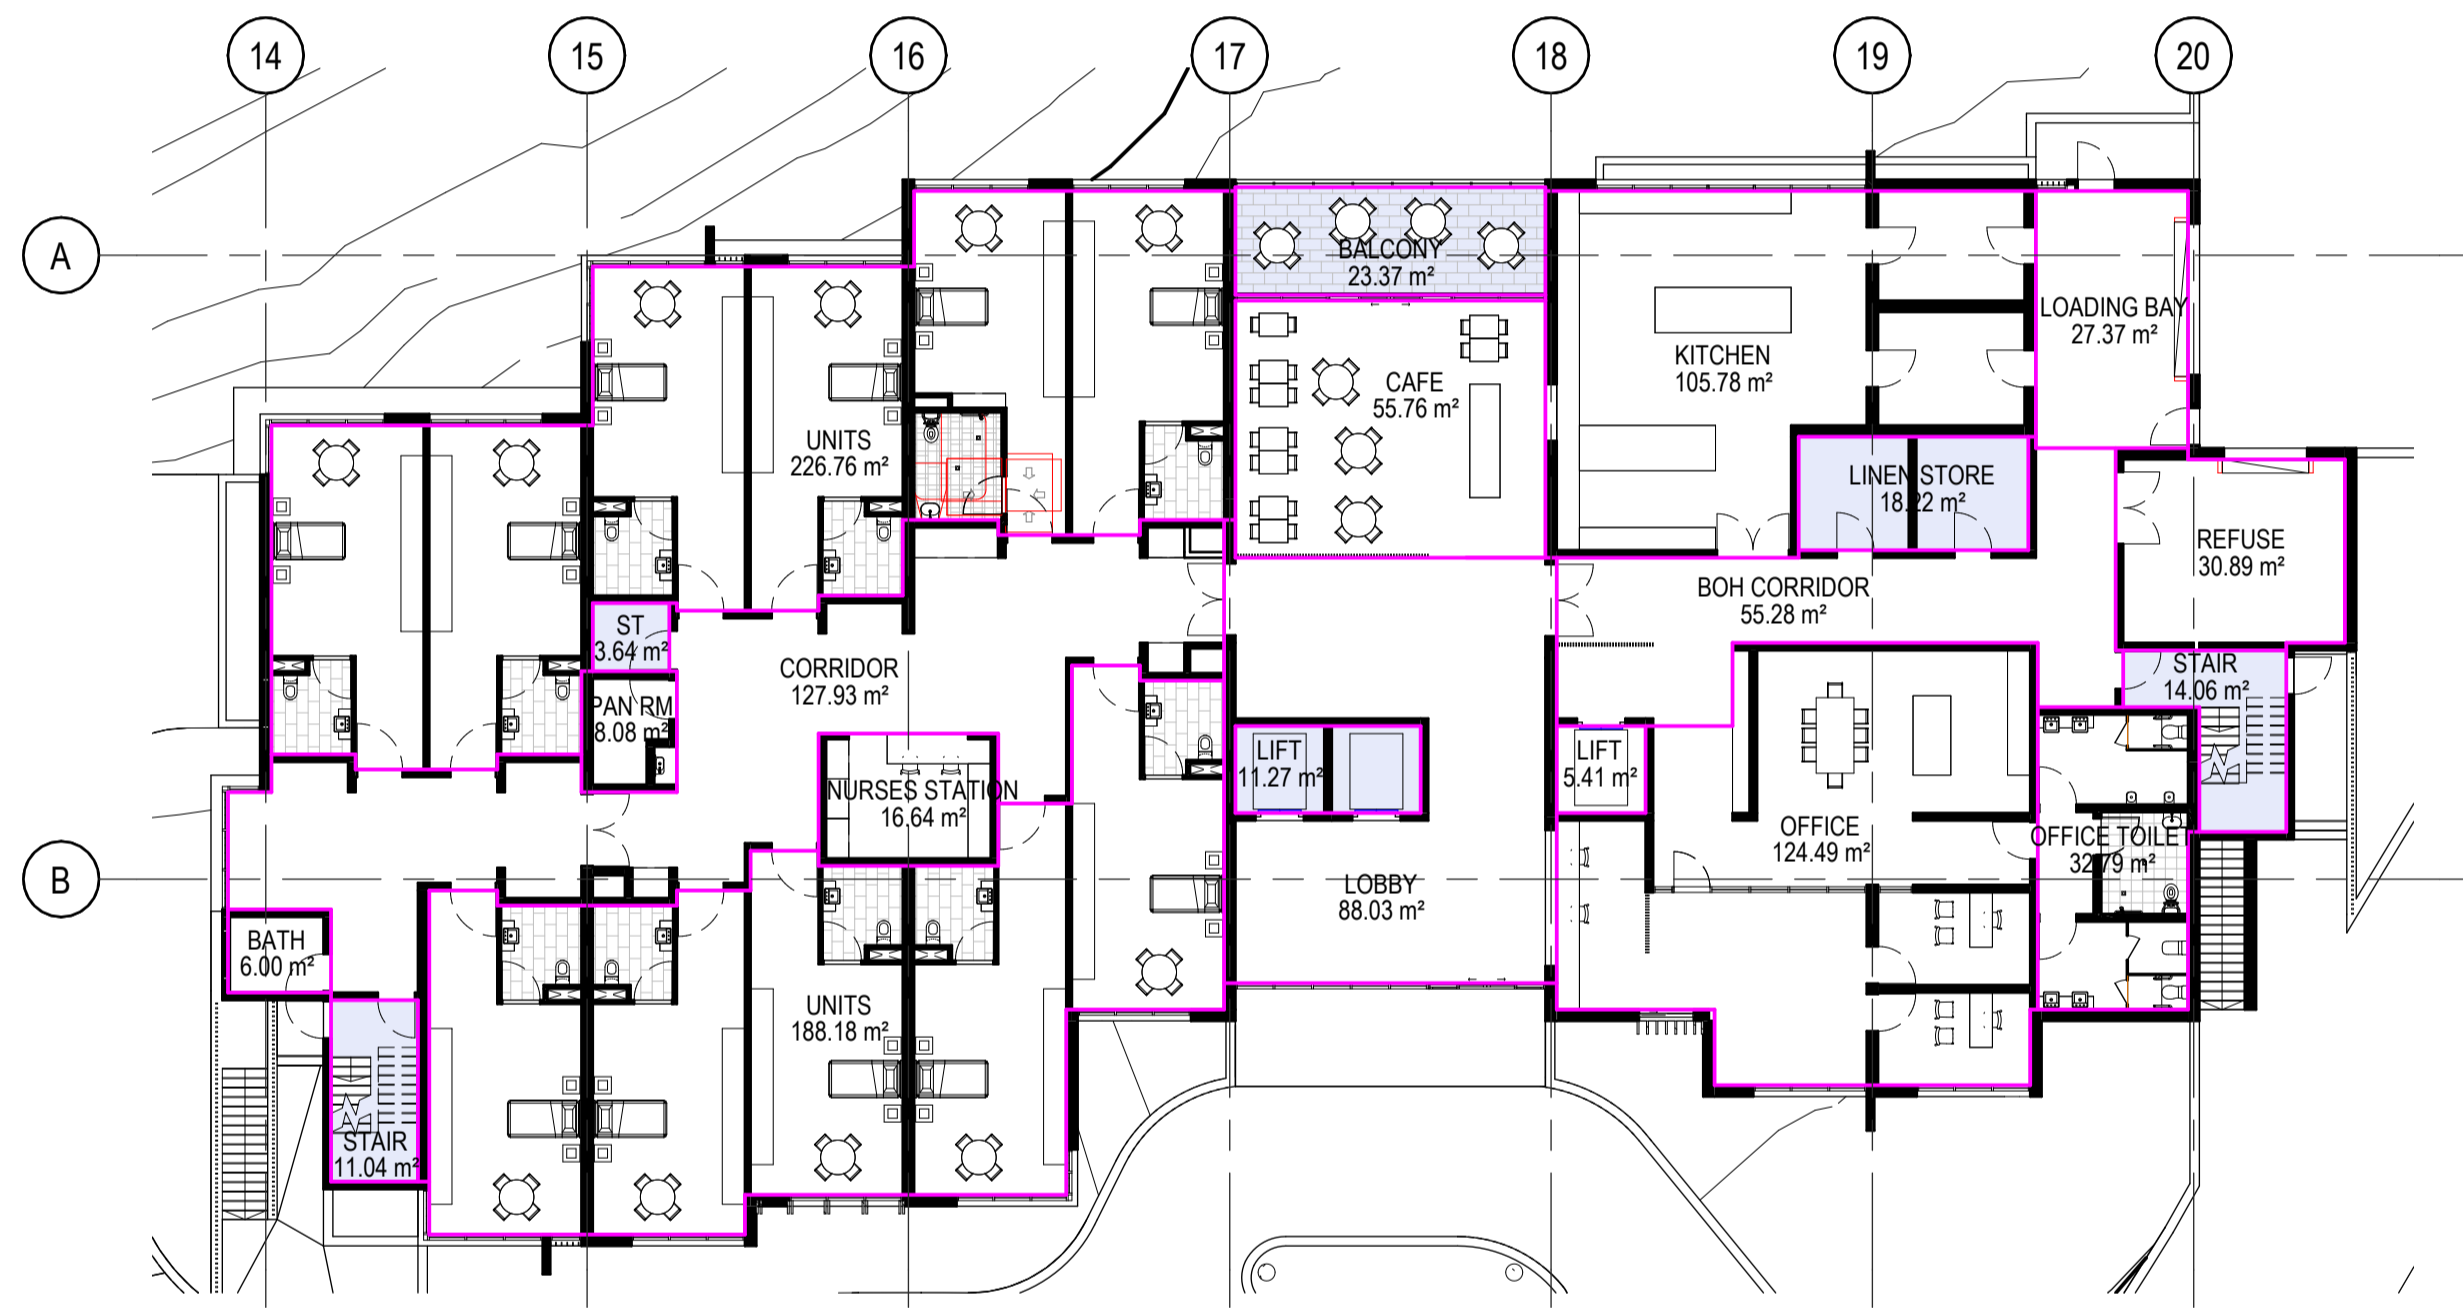 14
15
16
17
18
19
20
A
BALCONY
23.37 m²
LOADING BAY
27.37 m²
KITCHEN
105.78 m²
CAFE
55.76 m²
UNITS
226.76 m²
LINEN STORE
18.22 m²
REFUSE
30.89 m²
BOH CORRIDOR
55.28 m²
ST
3.64 m²
CORRIDOR
127.93 m²
STAIR
14.06 m²
PAN RM
8.08 m²
LIFT
11.27 m²
LIFT
5.41 m²
NURSES STATION
16.64 m²
OFFICE
124.49 m²
OFFICE TOILET
32.79 m²
B
LOBBY
88.03 m²
BATH
6.00 m²
UNITS
188.18 m²
STAIR
11.04 m²